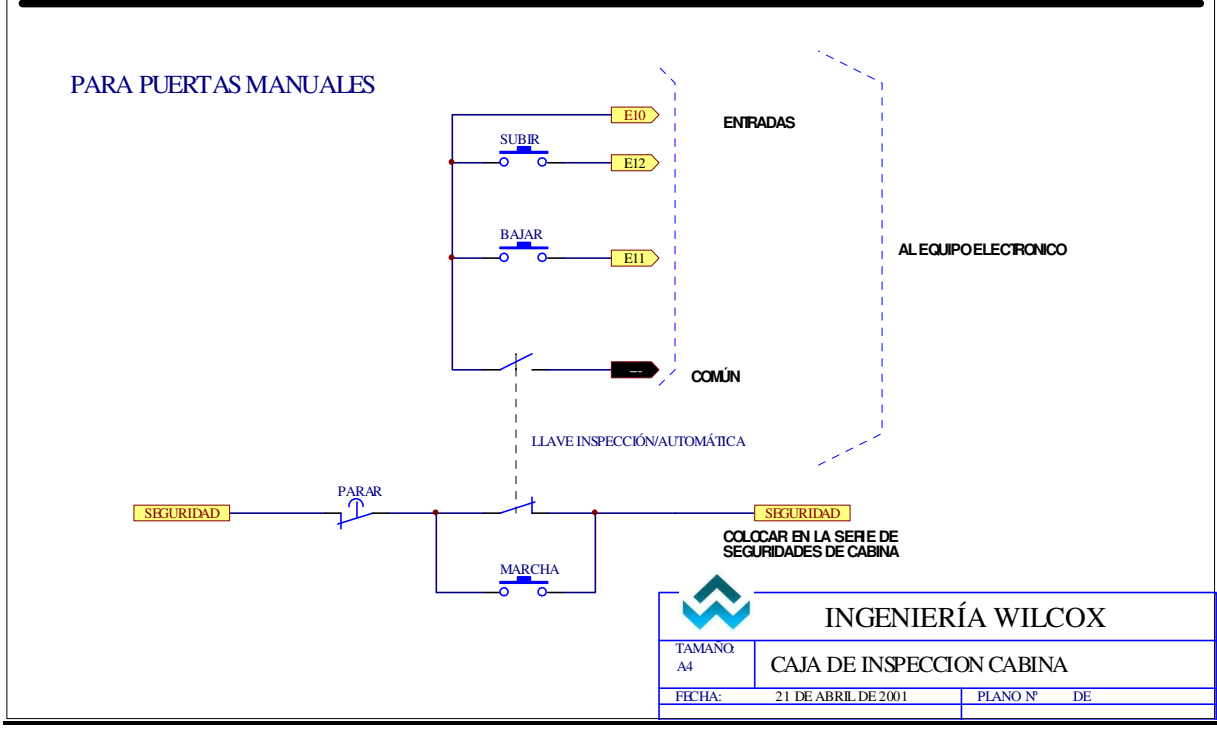 PARA PUERTAS MANUALES
E10
ENTRADAS
SUBIR
E12
BAJAR
E11
AL EQUIPO ELECTRONICO
--
COMÚN
LLAVE INSPECCIÓN/AUTOMÁTICA
PARAR
SEGURIDAD
SEGURIDAD
COLOCAR EN LA SERIE DE
SEGURIDADES DE CABINA
MARCHA
INGENIERÍA WILCOX
TAMAÑO:
A4
CAJA DE INSPECCION CABINA
FECHA:
21 DE ABRIL DE 2001
PLANO Nº
DE